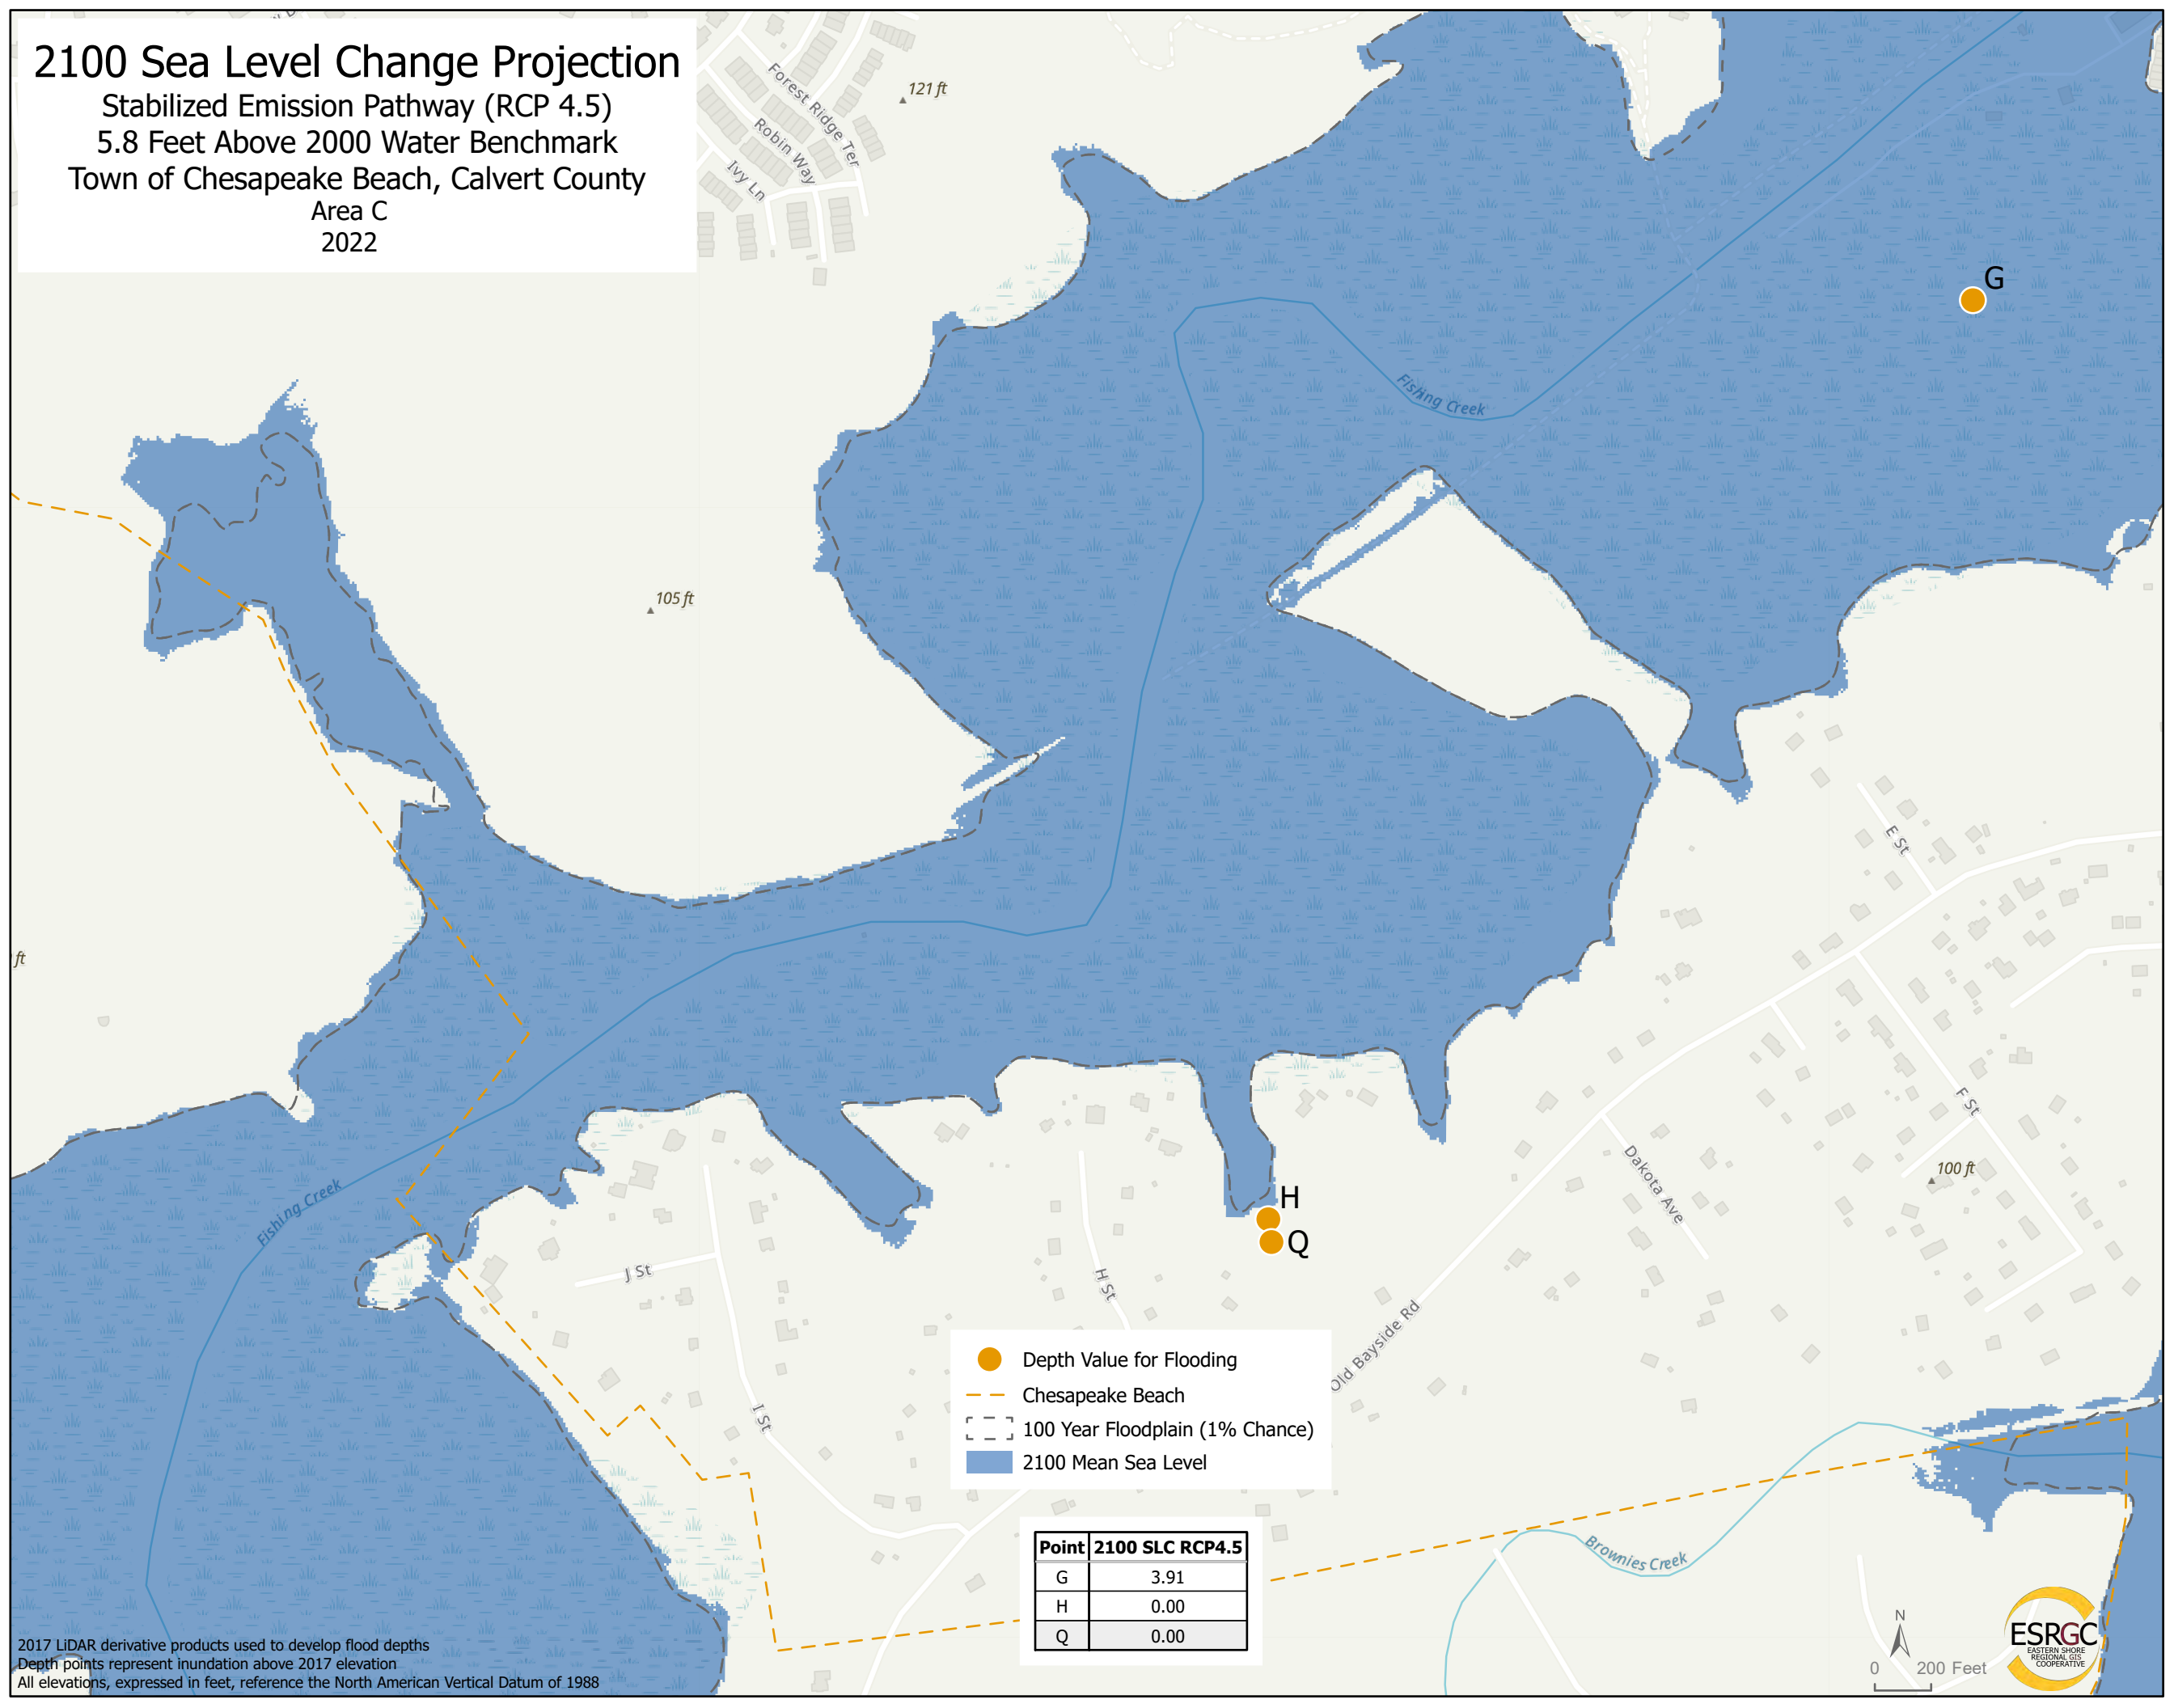 2100 Sea Level Change Projection
Stabilized Emission Pathway (RCP 4.5)
5.8 Feet Above 2000 Water Benchmark
Town of Chesapeake Beach, Calvert County
Area C
2022
Forest Ridge Ter
Robin Way
Ivy Ln
121 ft
G
Fishing Creek
105 ft
E St
ft
F St
Dakota Ave
100 ft
Fishing Creek
H
Q
J St
H St
Old Bayside Rd
I St
Depth Value for Flooding
Chesapeake Beach
100 Year Floodplain (1% Chance)
2100 Mean Sea Level
Brownies Creek
Point 2100 SLC RCP4.5
G 3.91
H 0.00
Q 0.00
2017 LiDAR derivative products used to develop flood depths
Depth points represent inundation above 2017 elevation
All elevations, expressed in feet, reference the North American Vertical Datum of 1988
N
0 200 Feet
ESRGC
EASTERN SHORE
REGIONAL GIS
COOPERATIVE